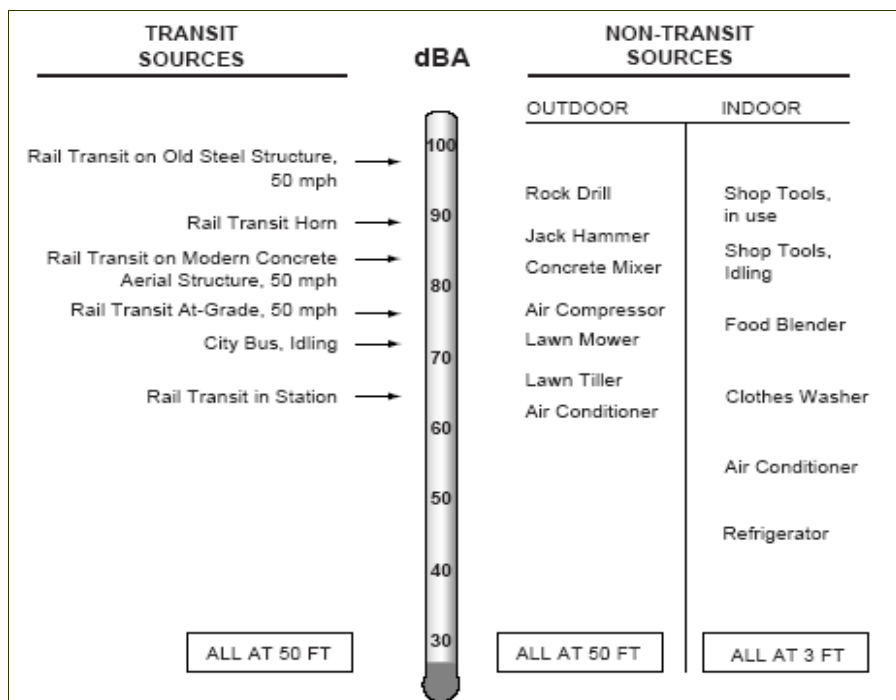 TRANSIT
SOURCES
dBA
NON-TRANSIT
SOURCES
OUTDOOR
INDOOR
Rail Transit on Old Steel Structure,
50 mph
Rail Transit Horn
Rail Transit on Modern Concrete
Aerial Structure, 50 mph
Rail Transit At-Grade, 50 mph
City Bus, Idling
Rail Transit in Station
100
90
80
70
60
50
40
30
Rock Drill
Jack Hammer
Concrete Mixer
Air Compressor
Lawn Mower
Lawn Tiller
Air Conditioner
Shop Tools,
in use
Shop Tools,
Idling
Food Blender
Clothes Washer
Air Conditioner
Refrigerator
ALL AT 50 FT
ALL AT 50 FT
ALL AT 3 FT